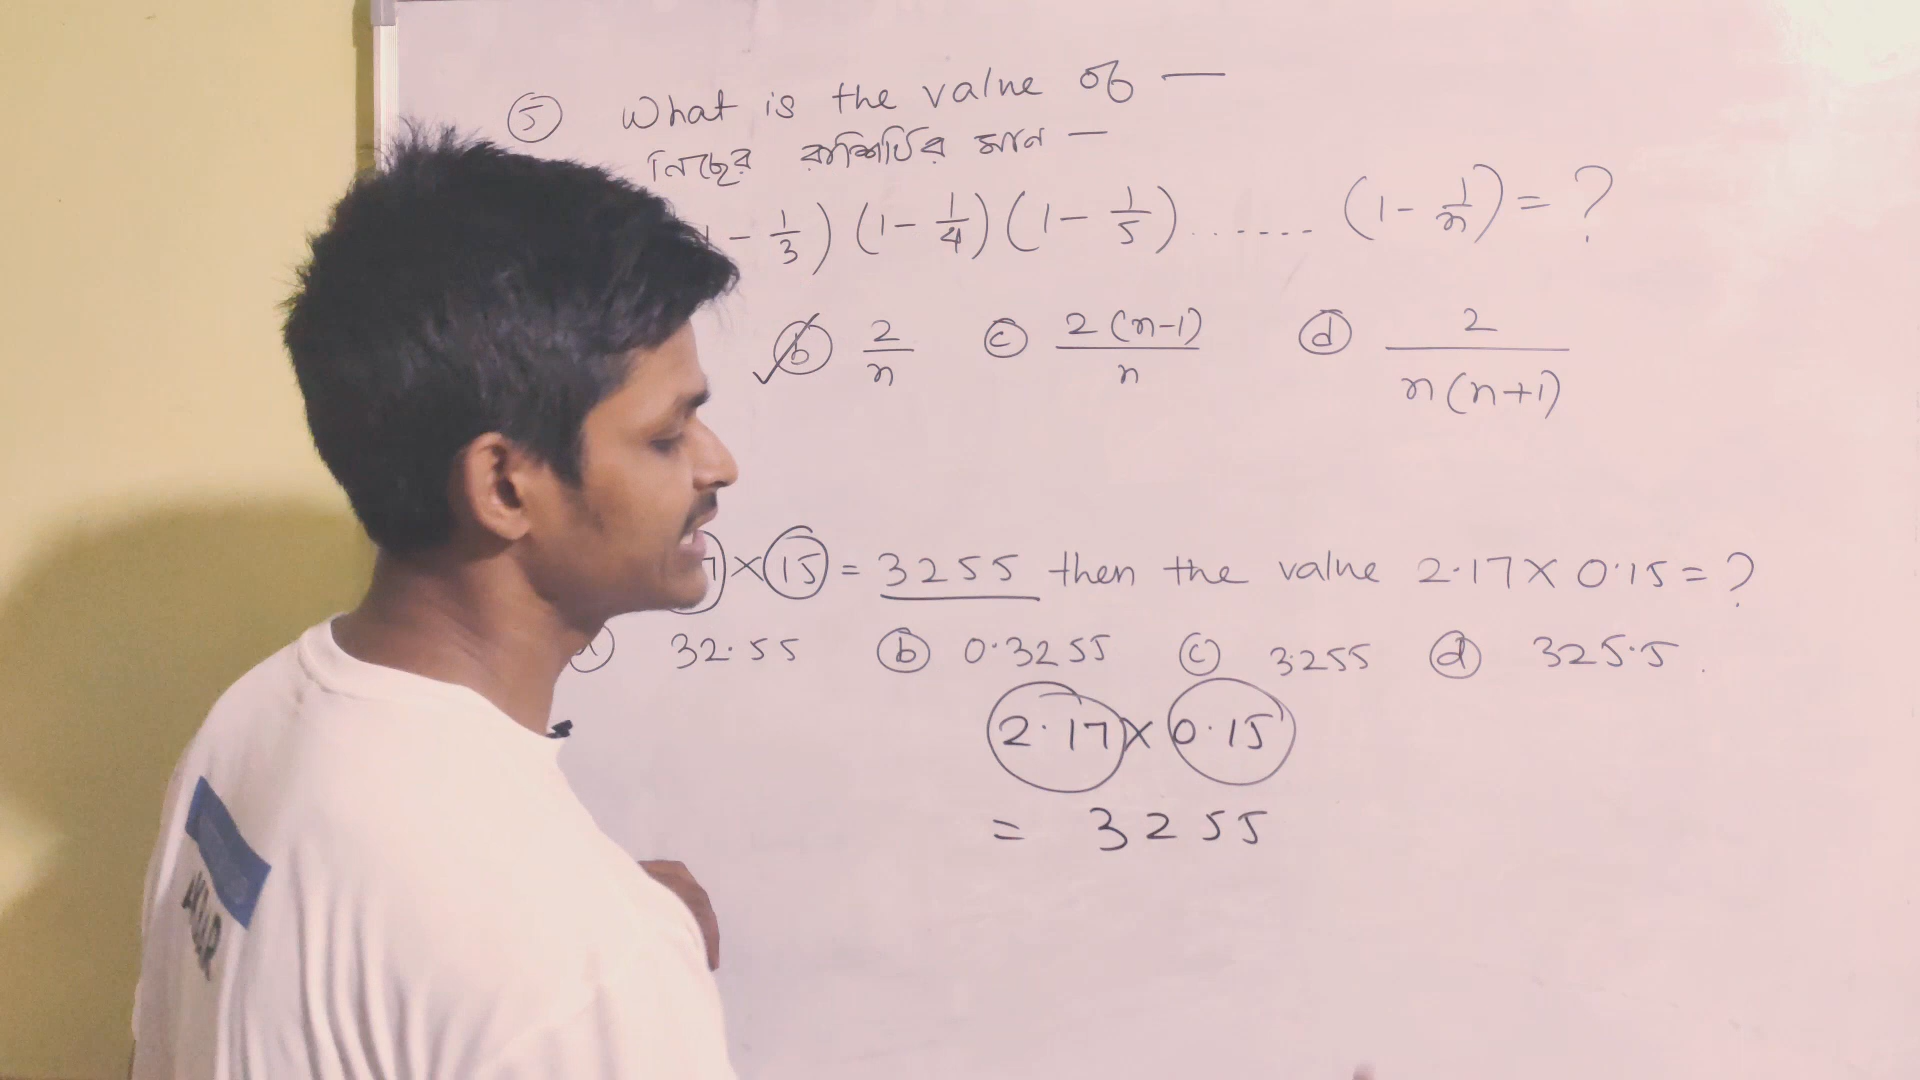 ⑤ What is the value of —
নিচের রাশিটির মান —
1 - 1/3) (1 - 1/4) (1 - 1/5) ....... (1 - 1/n) = ?
ⓑ 2/n ⓒ 2(n-1)/n ⓓ 2/n(n+1)
7 × 15 = 3255 then the value 2.17 × 0.15 = ?
32.55 ⓑ 0.3255 ⓒ 3255 ⓓ 325.5
2.17 × 0.15
= 3255